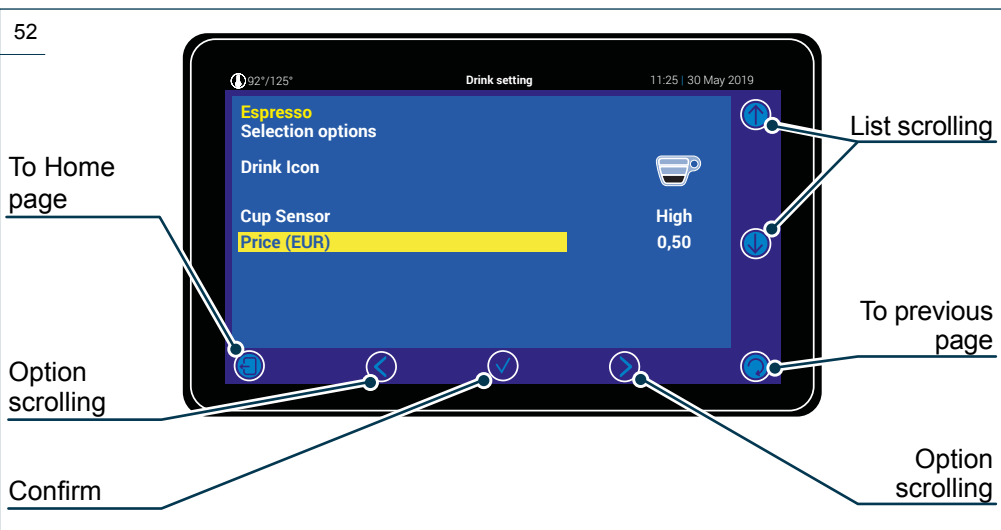 52
92°/125°
Drink setting
11:25 | 30 May 2019
Espresso
Selection options
Drink Icon
Cup Sensor
High
Price (EUR)
0,50
List scrolling
To Home
page
To previous
page
Option
scrolling
Confirm
Option
scrolling